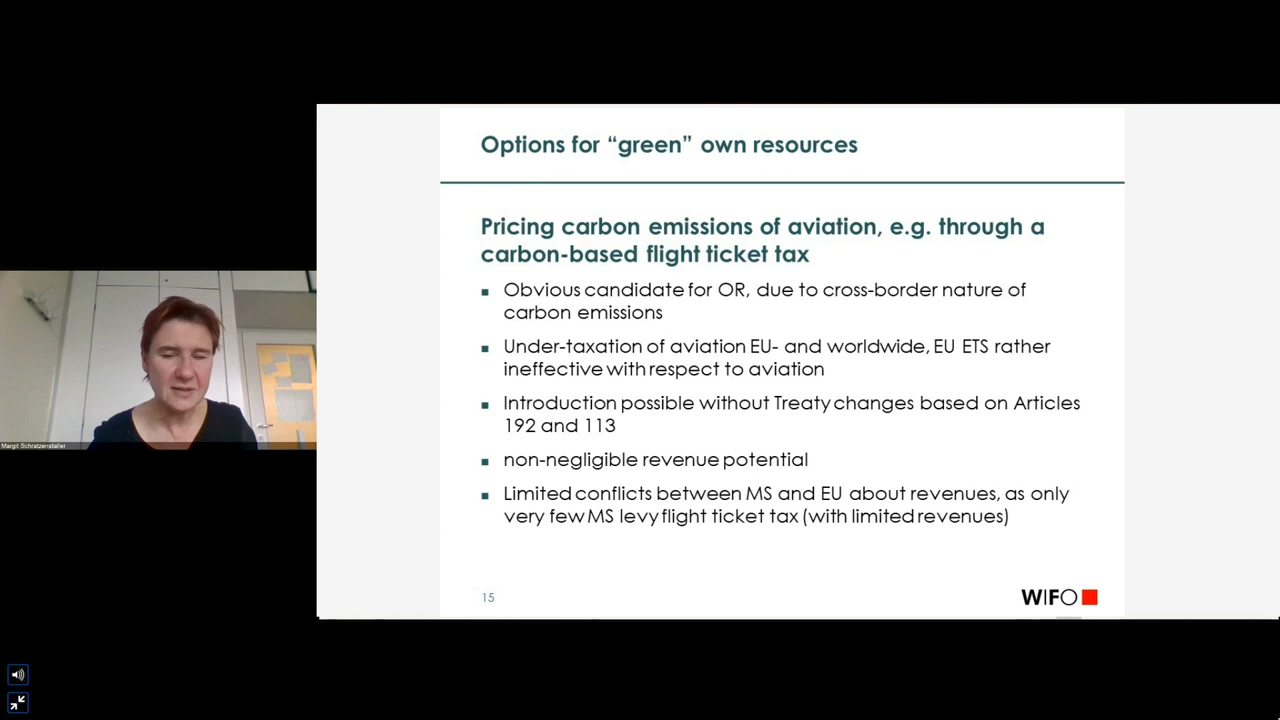 Options for “green” own resources
Pricing carbon emissions of aviation, e.g. through a
carbon-based flight ticket tax
Obvious candidate for OR, due to cross-border nature of
carbon emissions
Under-taxation of aviation EU- and worldwide, EU ETS rather
ineffective with respect to aviation
Introduction possible without Treaty changes based on Articles
192 and 113
non-negligible revenue potential
Limited conflicts between MS and EU about revenues, as only
very few MS levy flight ticket tax (with limited revenues)
Margit Schratzenstaller
15
WIFO